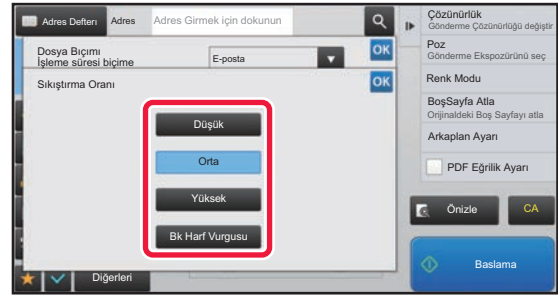 Adres Defterı
Adres
Adres Girmek için dokunun
Dosya Bıçımı
İşleme süresi biçime
E-posta
OK
Sıkıştırma Oranı
OK
Düşük
Orta
Yüksek
Bk Harf Vurgusu
Diğerleri
Çözünürlük
Gönderme Çözünürlüğü değiştir
Poz
Gönderme Ekspozürünü seç
Renk Modu
BoşSayfa Atla
Orijinaldeki Boş Sayfayı atla
Arkaplan Ayarı
PDF Eğrilik Ayarı
Önizle
CA
Baslama